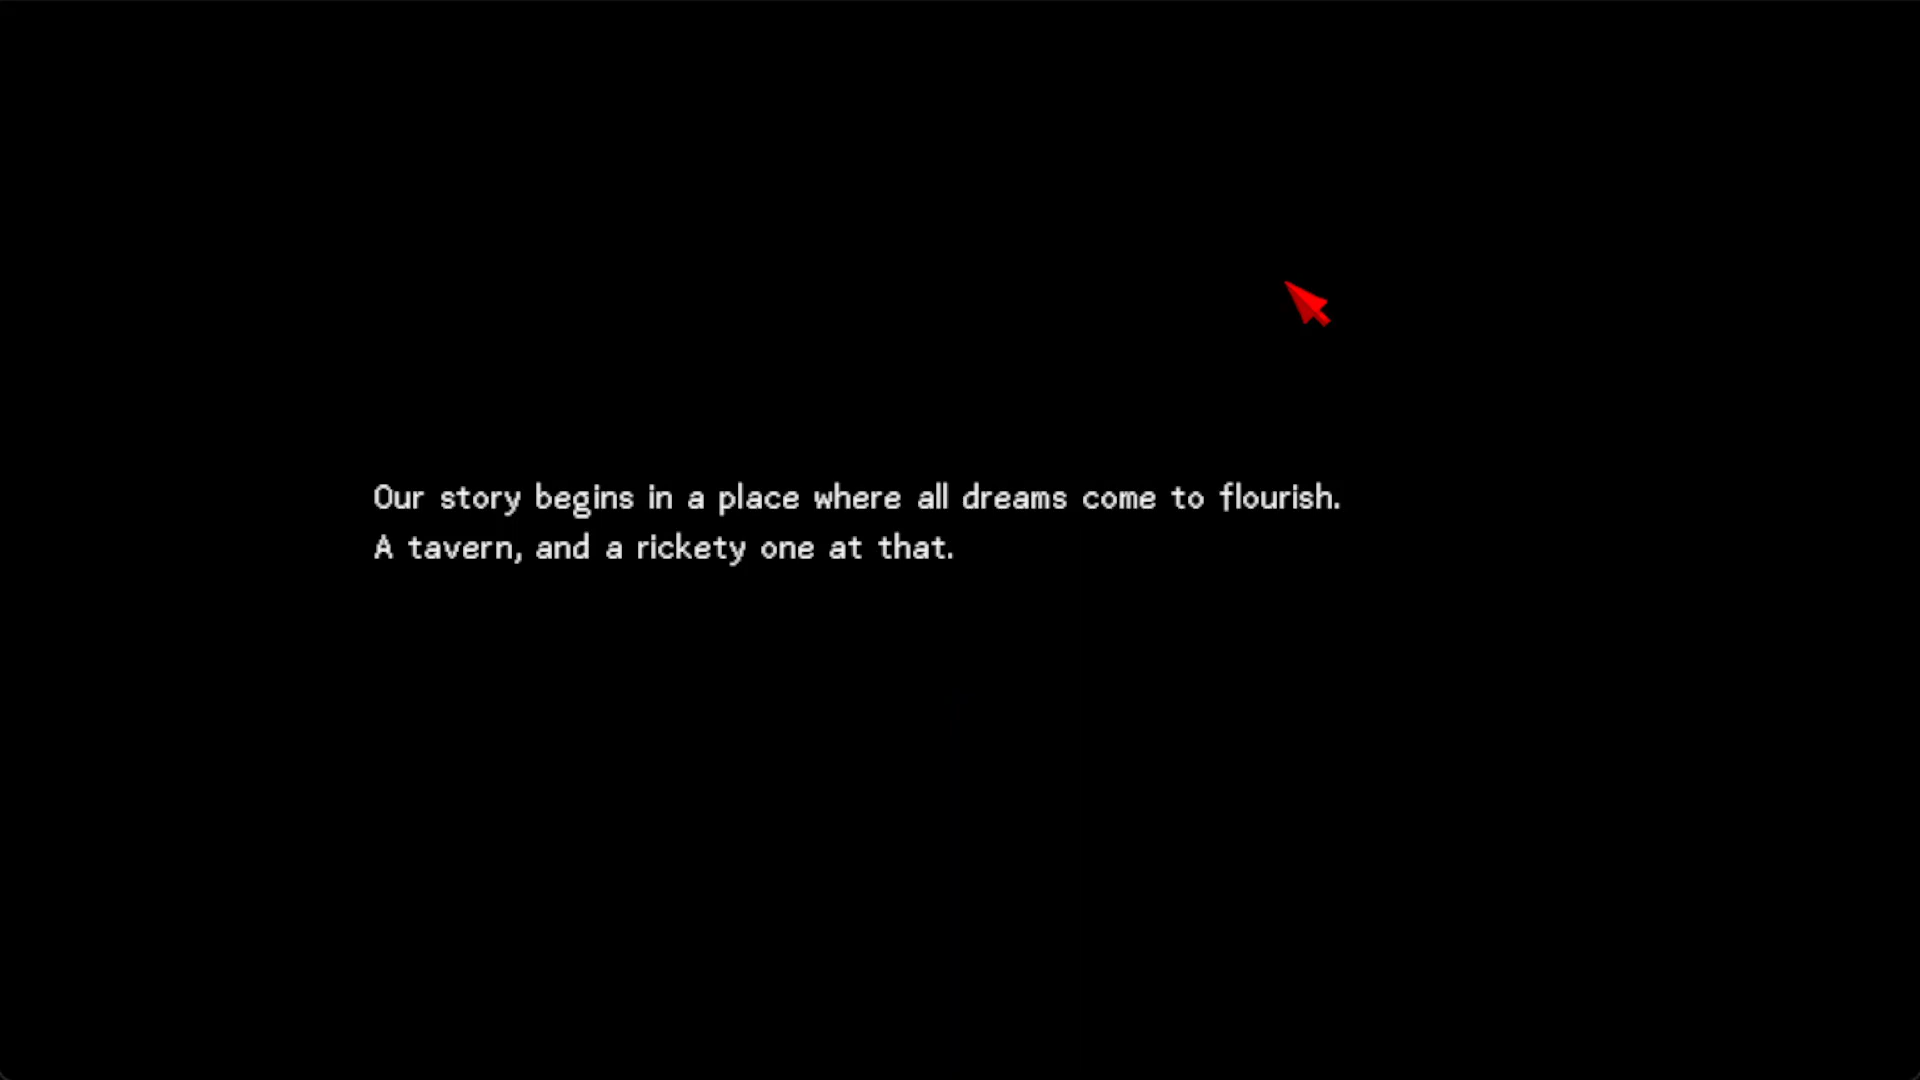 Our story begins in a place where all dreams come to flourish.
A tavern, and a rickety one at that.